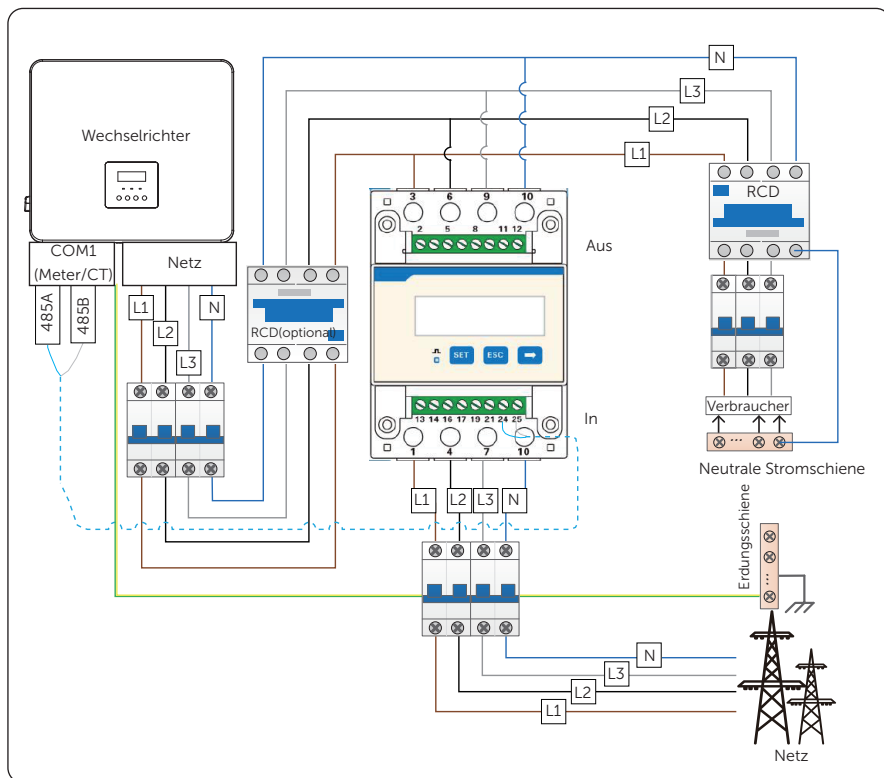 N
L3
L2
L1
Wechselrichter
RCD
3 6 9 10
2 5 8 11 12
Aus
COM1
(Meter/CT)
Netz
485A
485B
L1
L2
L3
N
RCD(optional)
SET
ESC
In
13 14 16 17 19 21 24 25
1 4 7 10
Verbraucher
...
Neutrale Stromschiene
L1
L2
L3
N
Erdungsschiene
...
N
L3
L2
L1
Netz